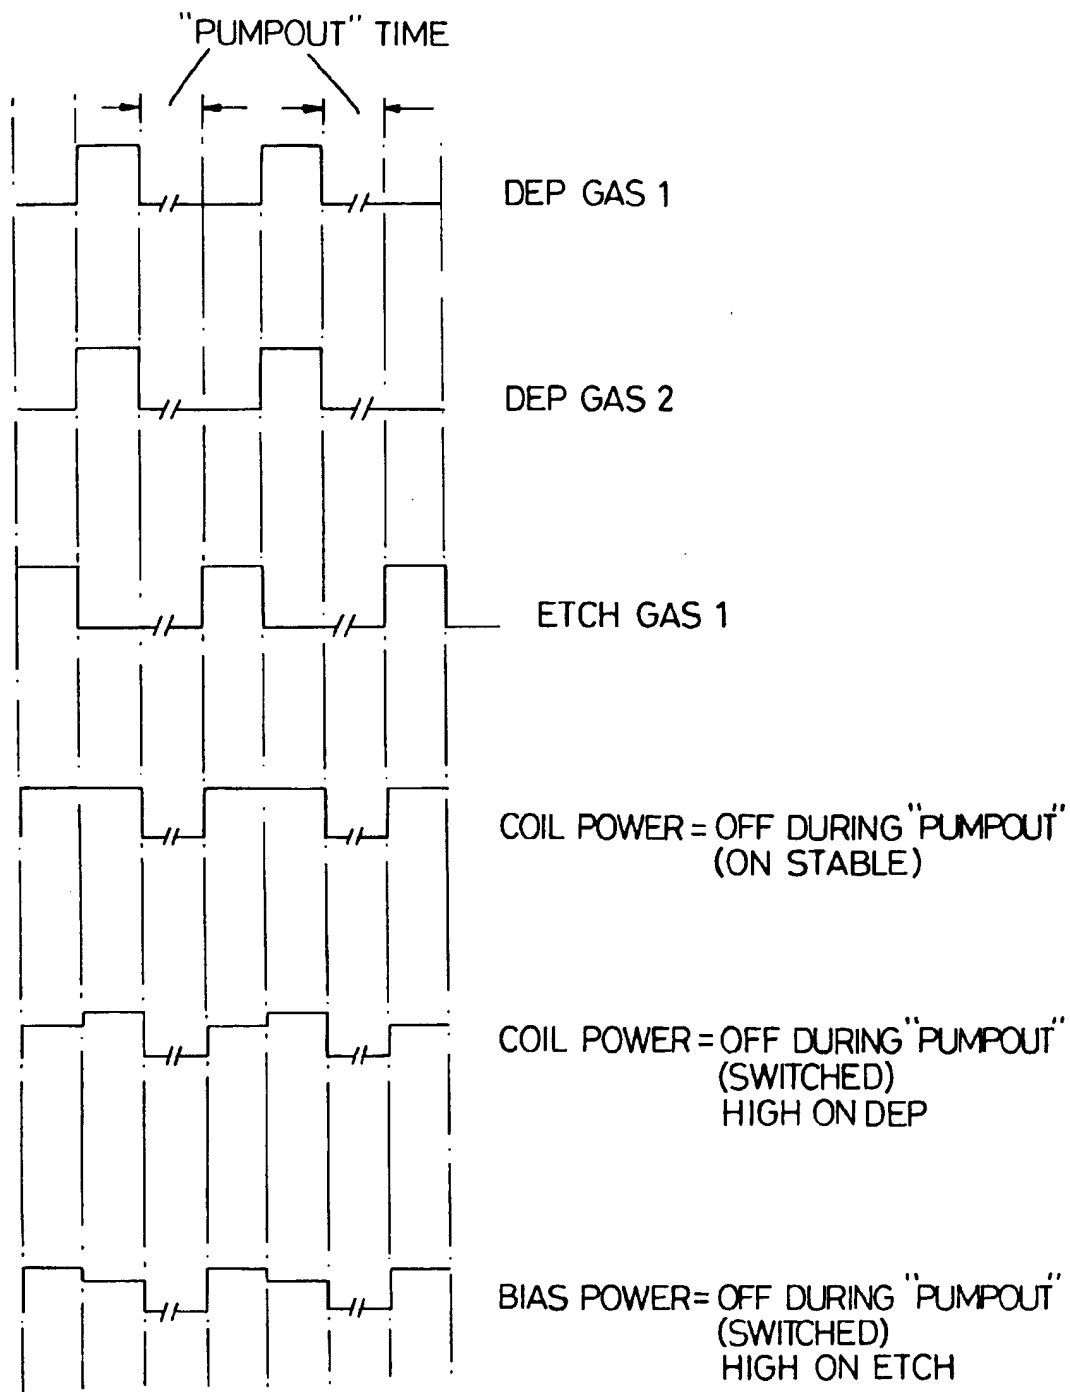 "PUMPOUT" TIME
DEP GAS 1
DEP GAS 2
ETCH GAS 1
COIL POWER = OFF DURING "PUMPOUT"
(ON STABLE)
COIL POWER = OFF DURING "PUMPOUT"
(SWITCHED)
HIGH ON DEP
BIAS POWER = OFF DURING "PUMPOUT"
(SWITCHED)
HIGH ON ETCH